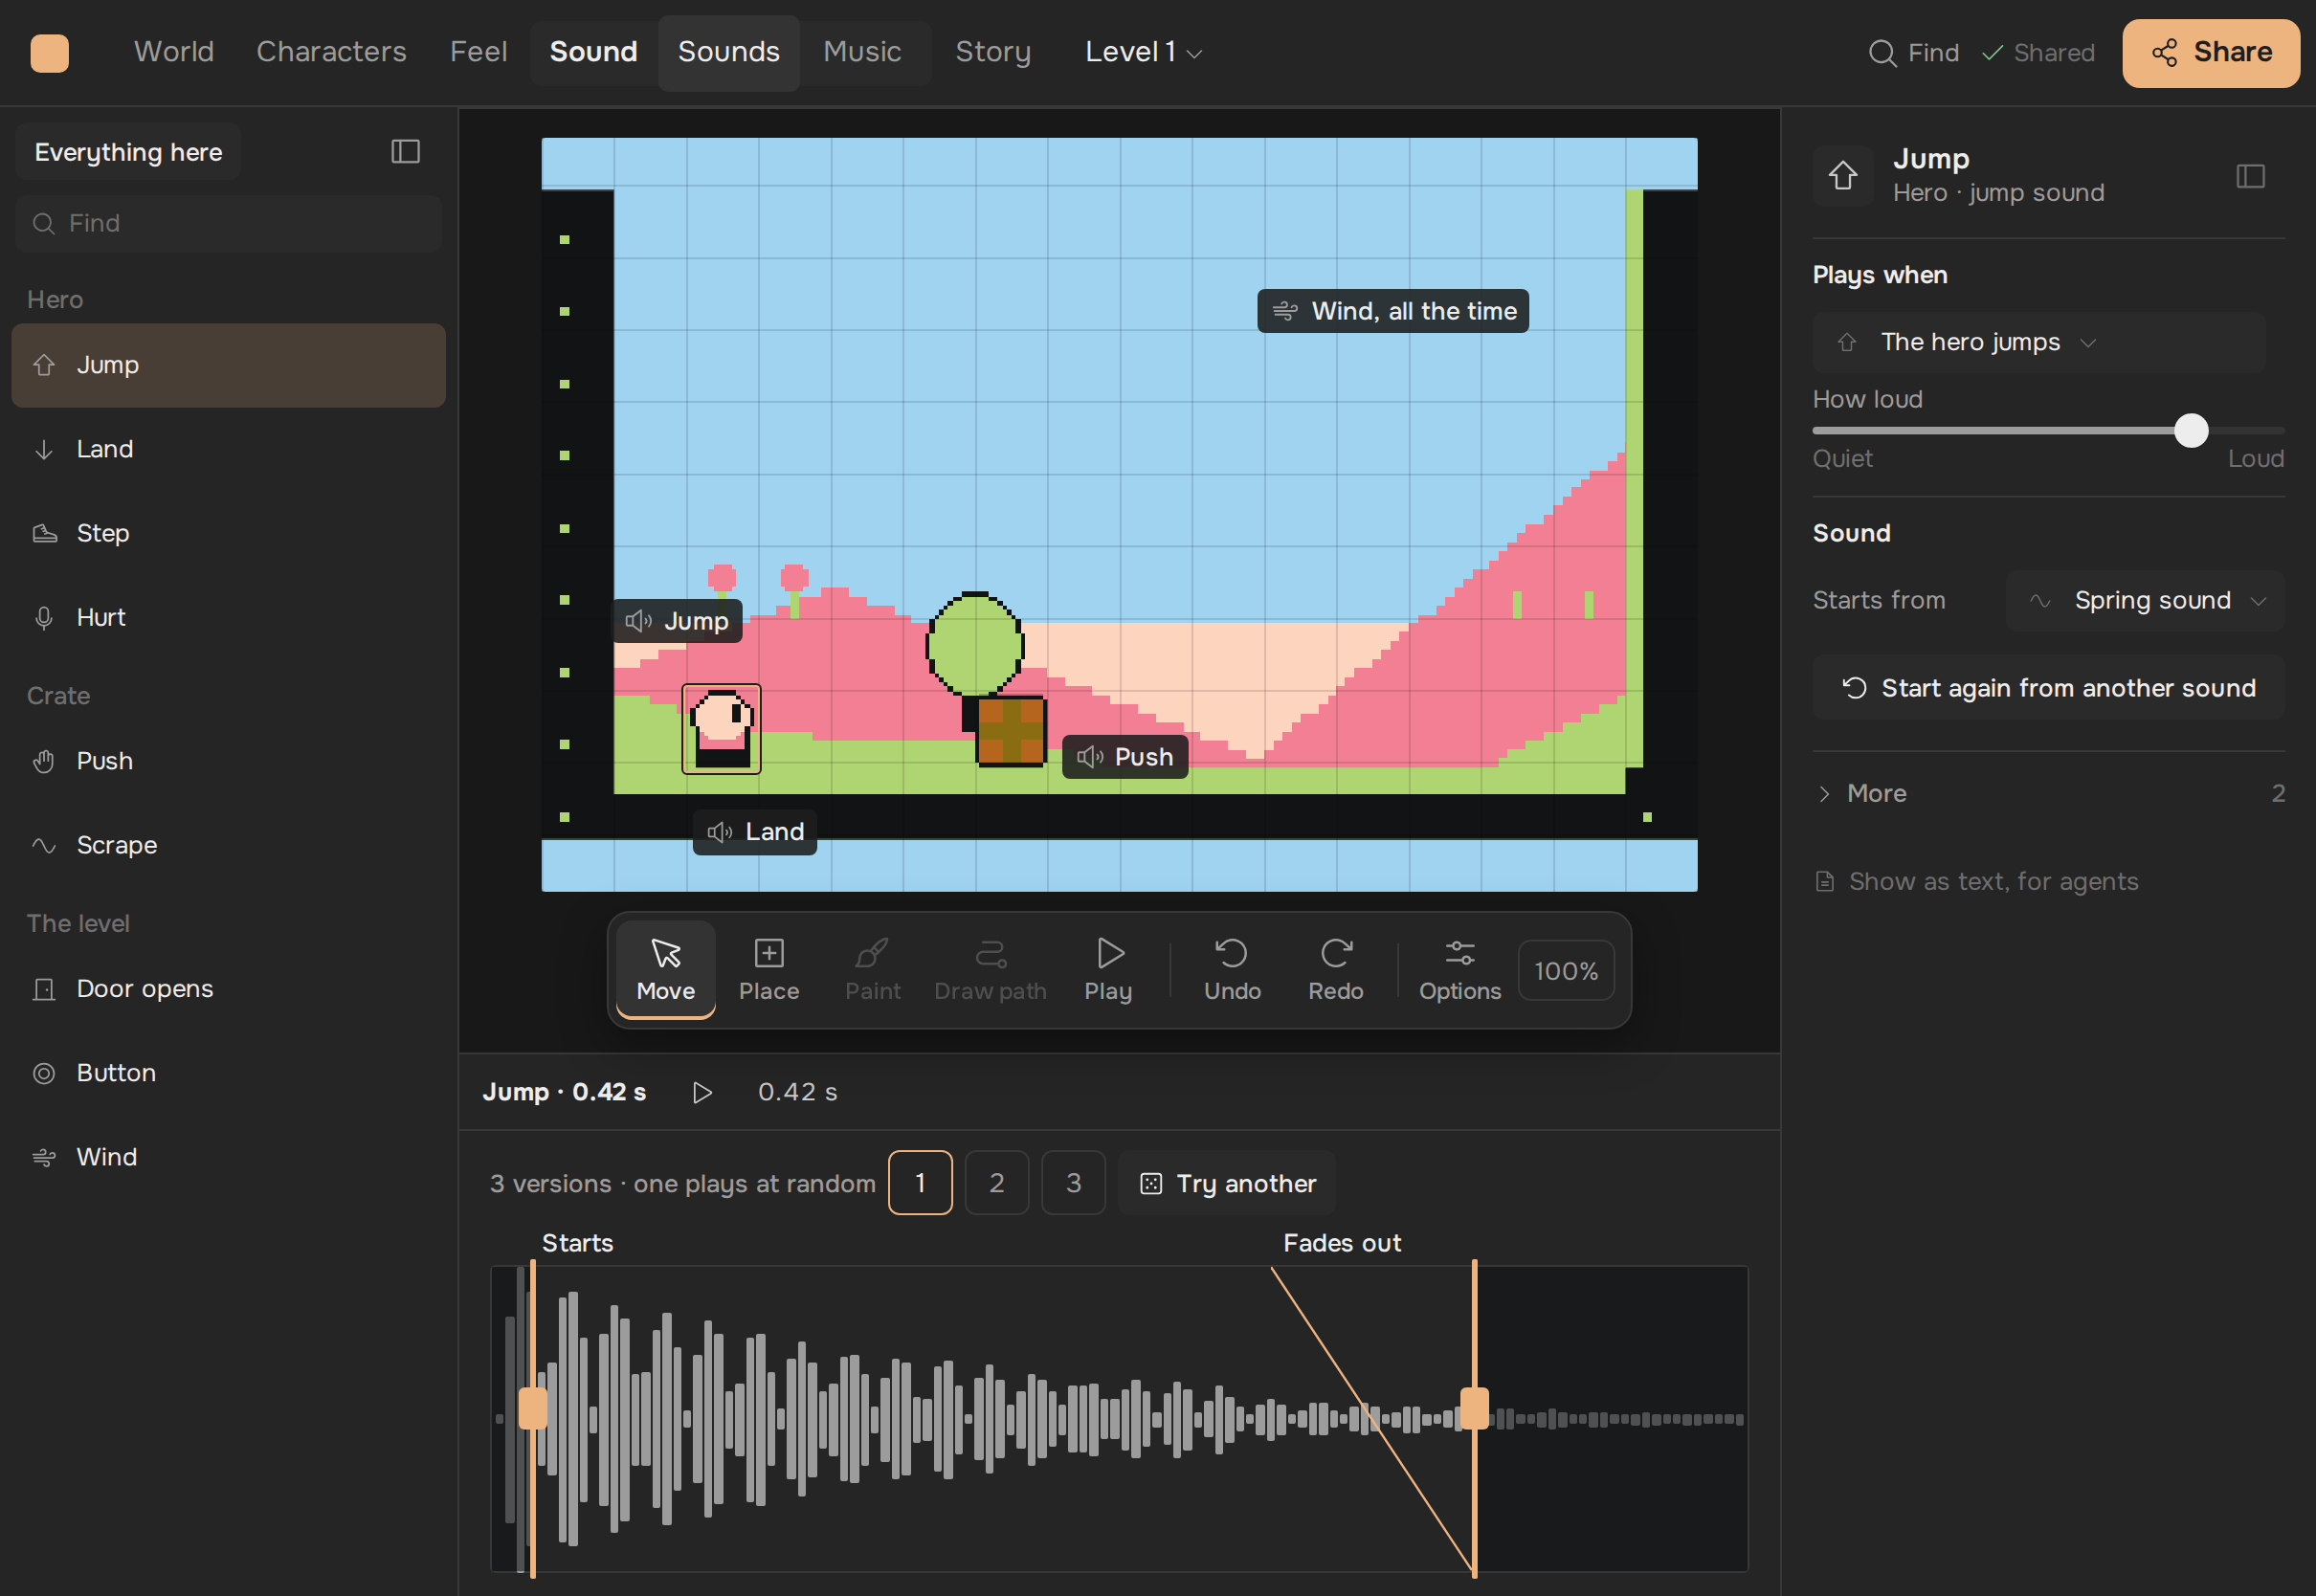 World Characters Feel Sound Sounds Music Story Level 1 Find Shared Share
Everything here
Find
Hero
Jump
Land
Step
Hurt
Crate
Push
Scrape
The level
Door opens
Button
Wind
Wind, all the time
Jump
Push
Land
Move Place Paint Draw path Play Undo Redo Options 100%
Jump · 0.42 s 0.42 s
3 versions · one plays at random 1 2 3 Try another
Starts Fades out
Jump
Hero · jump sound
Plays when
The hero jumps
How loud
Quiet Loud
Sound
Starts from Spring sound
Start again from another sound
More 2
Show as text, for agents